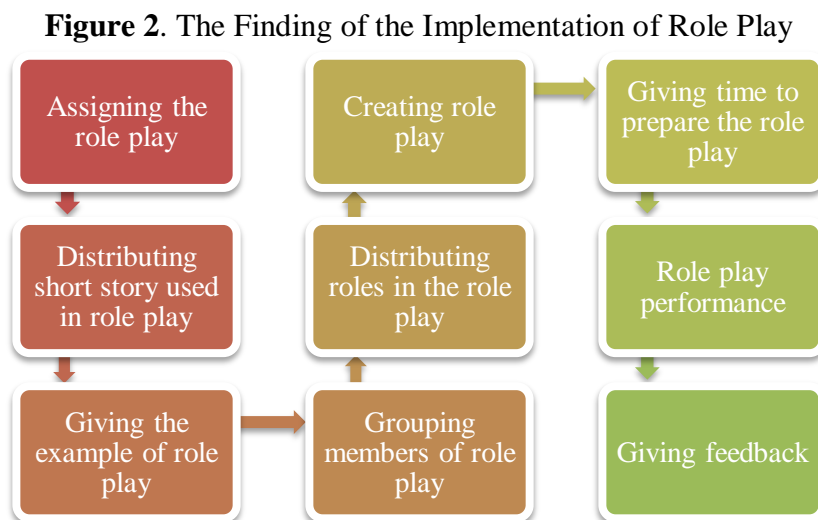 Figure 2. The Finding of the Implementation of Role Play
Assigning the
role play
Distributing
short story used
in role play
Giving the
example of role
play
Grouping
members of role
play
Distributing
roles in the role
play
Creating role
play
Giving time to
prepare the role
play
Role play
performance
Giving feedback